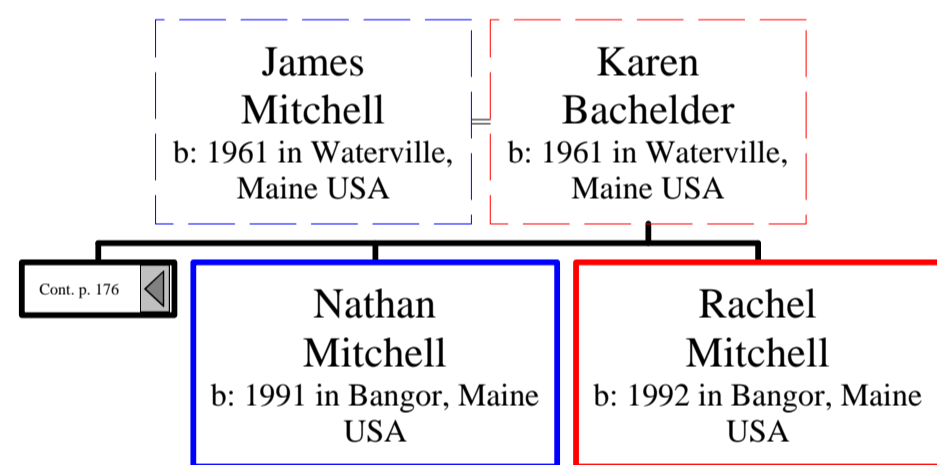 James
Mitchell
b: 1961 in Waterville,
Maine USA
Karen
Bachelder
b: 1961 in Waterville,
Maine USA
Cont. p. 176
Nathan
Mitchell
b: 1991 in Bangor, Maine
USA
Rachel
Mitchell
b: 1992 in Bangor, Maine
USA